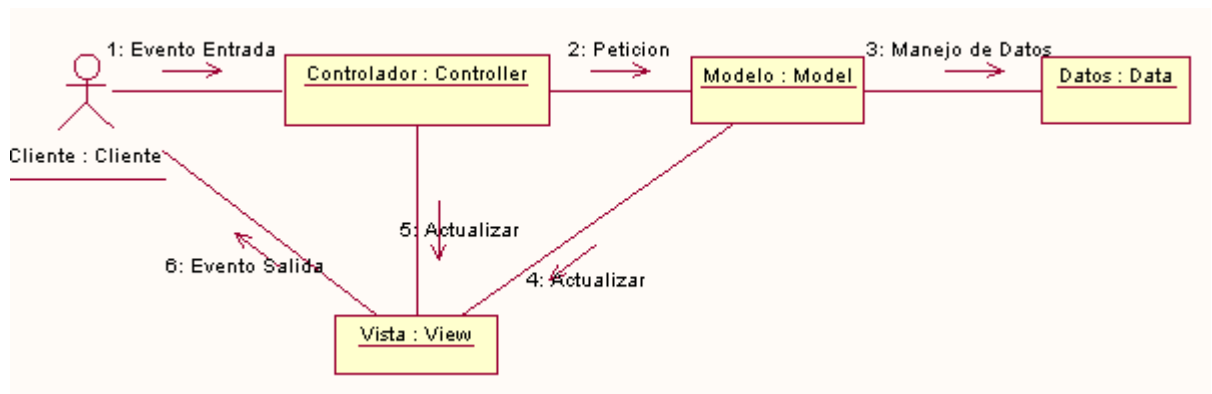 1: Evento Entrada
2: Peticion
3: Manejo de Datos
Controlador : Controller
Modelo : Model
Datos : Data
Cliente : Cliente
5: Actualizar
6: Evento Salida
4: Actualizar
Vista : View